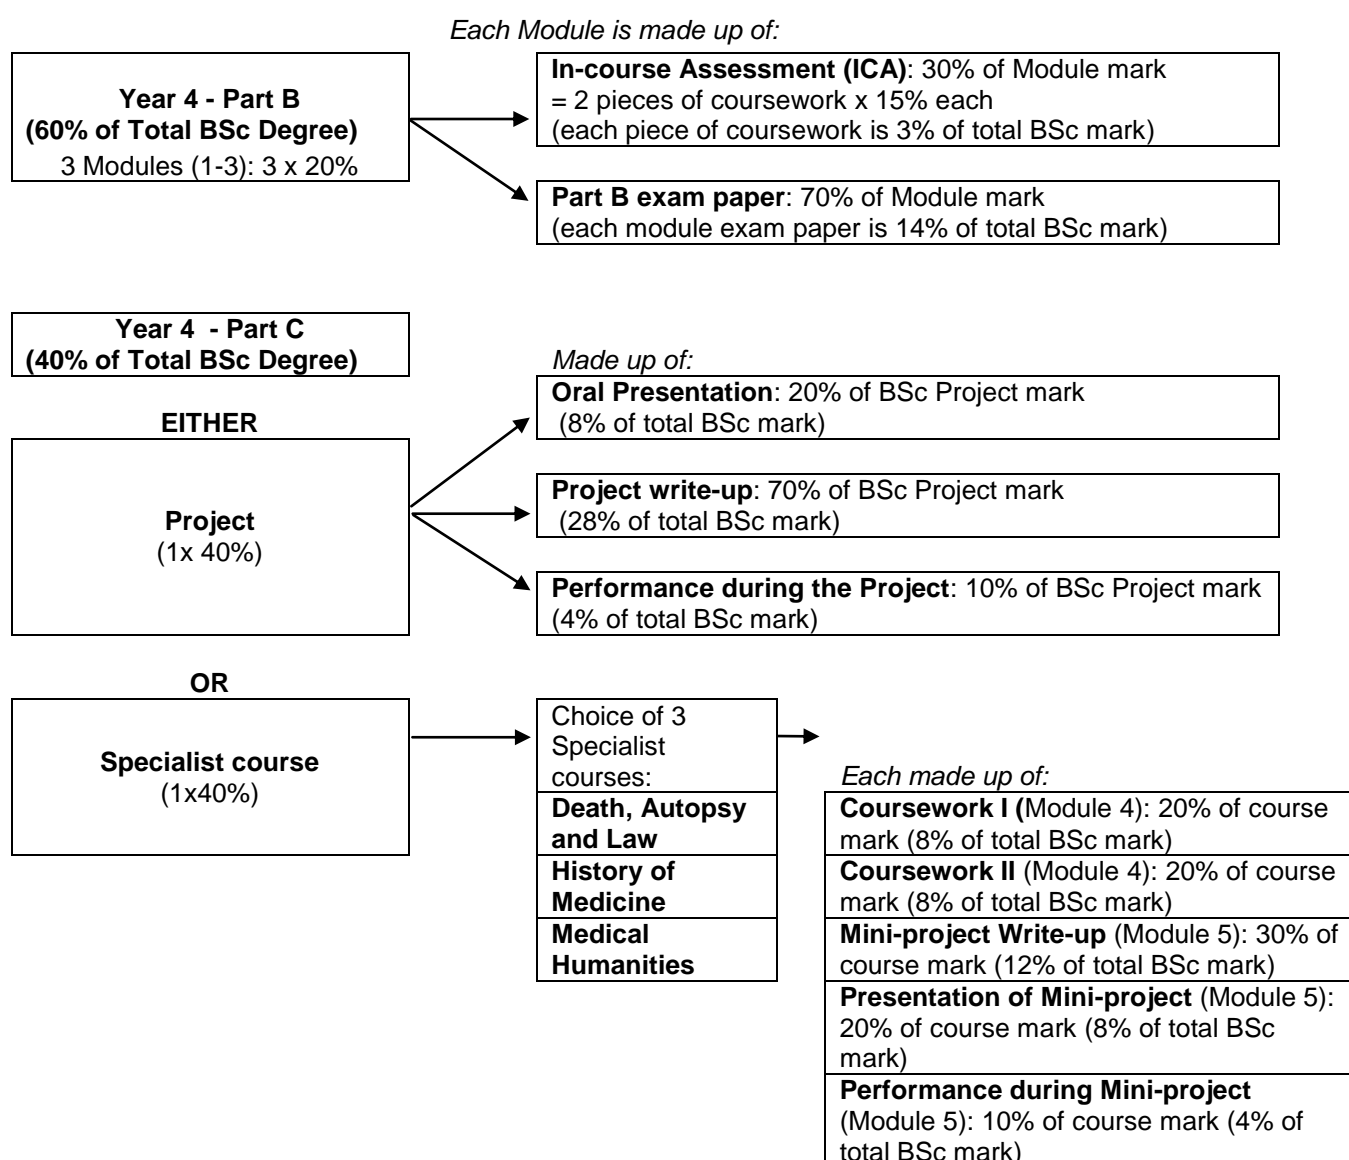 Each Module is made up of:
Year 4 - Part B
(60% of Total BSc Degree)
3 Modules (1-3): 3 x 20%
In-course Assessment (ICA): 30% of Module mark
= 2 pieces of coursework x 15% each
(each piece of coursework is 3% of total BSc mark)
Part B exam paper: 70% of Module mark
(each module exam paper is 14% of total BSc mark)
Year 4  - Part C
(40% of Total BSc Degree)
Made up of:
EITHER
Project
(1x 40%)
Oral Presentation: 20% of BSc Project mark
(8% of total BSc mark)
Project write-up: 70% of BSc Project mark
(28% of total BSc mark)
Performance during the Project: 10% of BSc Project mark
(4% of total BSc mark)
OR
Specialist course
(1x40%)
Choice of 3
Specialist
courses:
Death, Autopsy
and Law
History of
Medicine
Medical
Humanities
Each made up of:
Coursework I (Module 4): 20% of course
mark (8% of total BSc mark)
Coursework II (Module 4): 20% of course
mark (8% of total BSc mark)
Mini-project Write-up (Module 5): 30% of
course mark (12% of total BSc mark)
Presentation of Mini-project (Module 5):
20% of course mark (8% of total BSc
mark)
Performance during Mini-project
(Module 5): 10% of course mark (4% of
total BSc mark)